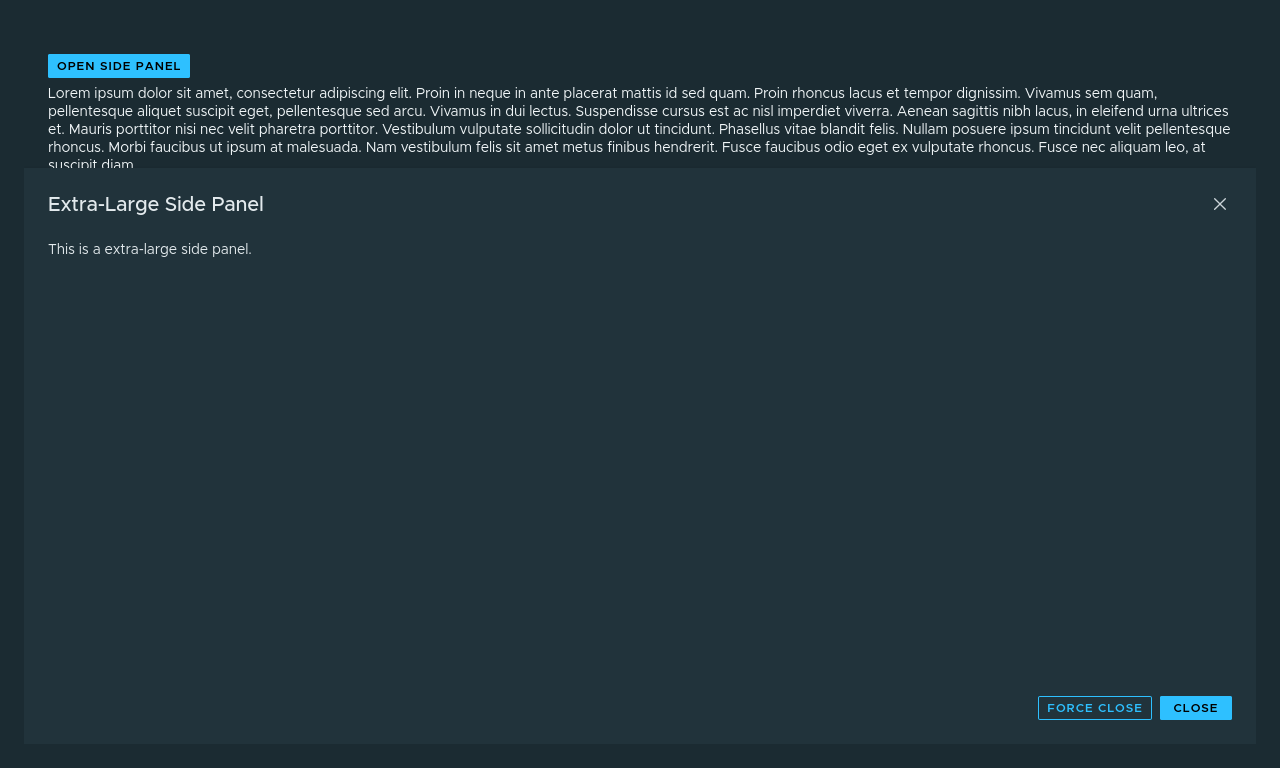 OPEN SIDE PANEL
Lorem ipsum dolor sit amet, consectetur adipiscing elit. Proin in neque in ante placerat mattis id sed quam. Proin rhoncus lacus et tempor dignissim. Vivamus sem quam,
pellentesque aliquet suscipit eget, pellentesque sed arcu. Vivamus in dui lectus. Suspendisse cursus est ac nisl imperdiet viverra. Aenean sagittis nibh lacus, in eleifend urna ultrices
et. Mauris porttitor nisi nec velit pharetra porttitor. Vestibulum vulputate sollicitudin dolor ut tincidunt. Phasellus vitae blandit felis. Nullam posuere ipsum tincidunt velit pellentesque
rhoncus. Morbi faucibus ut ipsum at malesuada. Nam vestibulum felis sit amet metus finibus hendrerit. Fusce faucibus odio eget ex vulputate rhoncus. Fusce nec aliquam leo, at
suscipit diam.
Extra-Large Side Panel
This is a extra-large side panel.
FORCE CLOSE
CLOSE